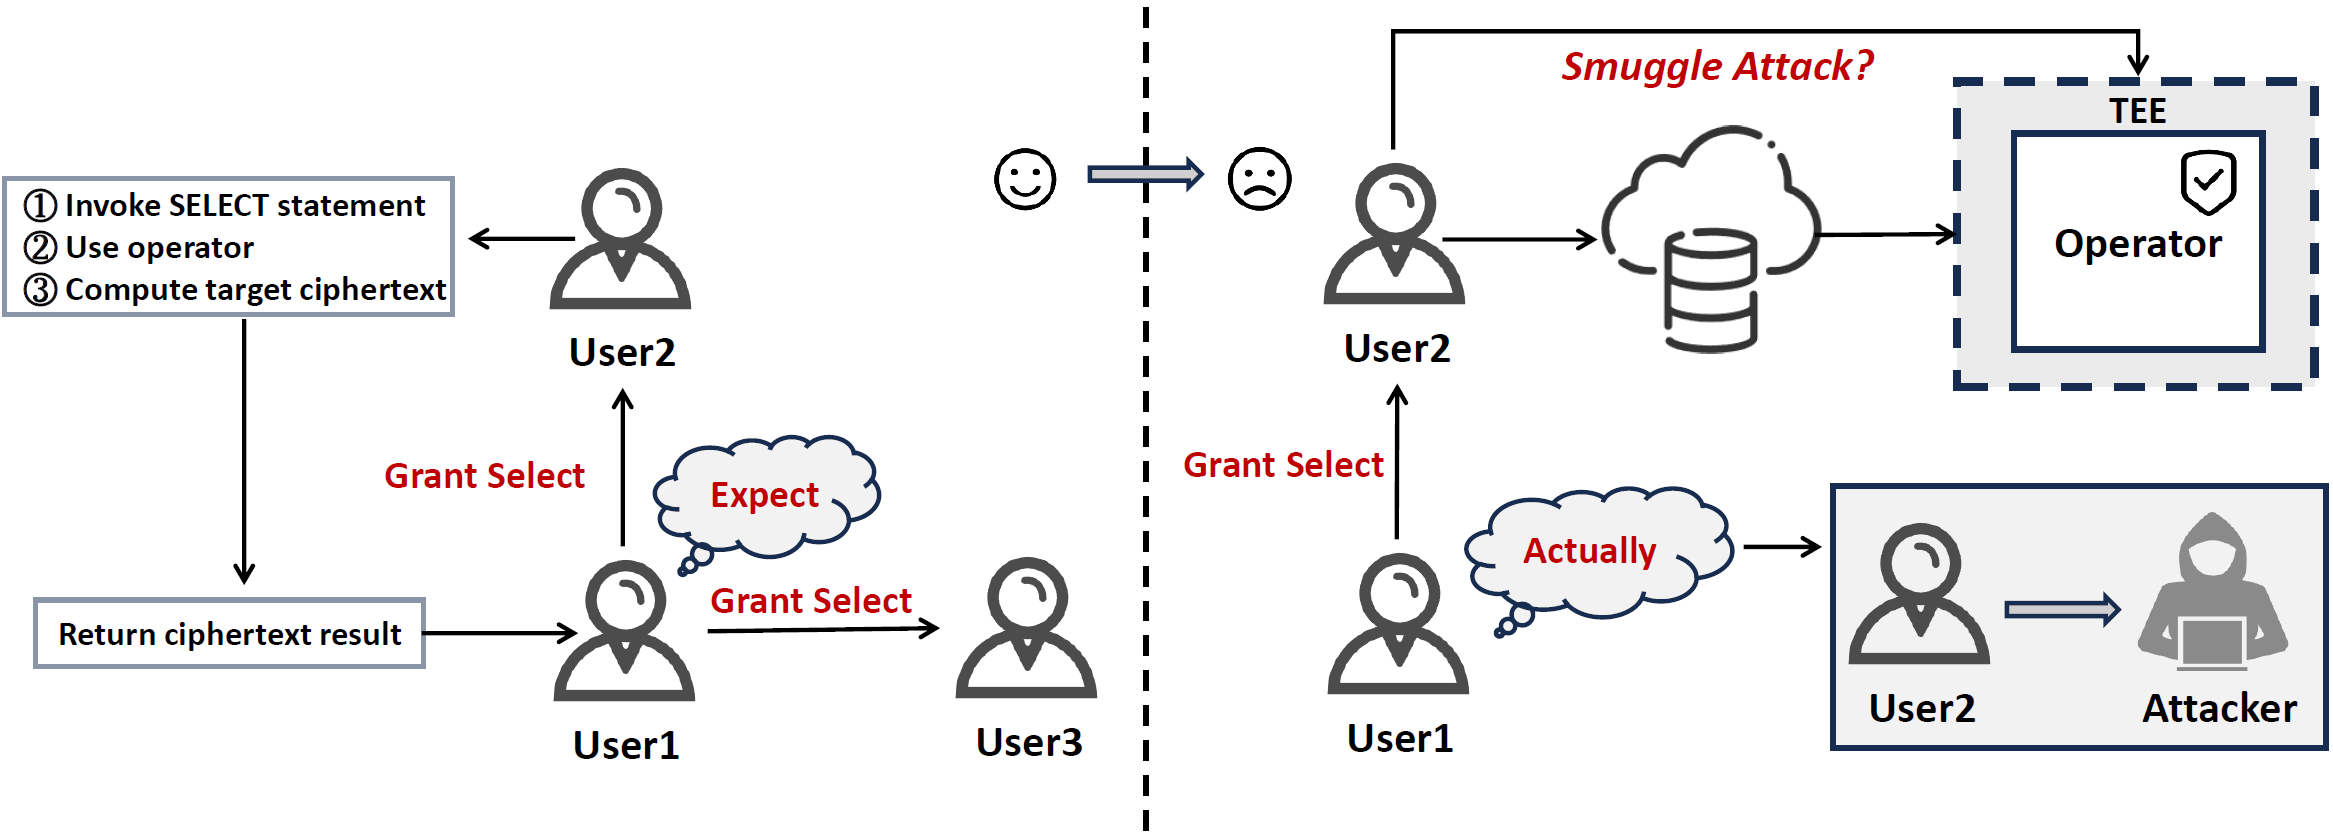 ① Invoke SELECT statement
② Use operator
③ Compute target ciphertext
User2
Grant Select
Expect
Grant Select
Return ciphertext result
User1
User3
Smuggle Attack?
TEE
Operator
User2
Grant Select
Actually
User1
User2
Attacker